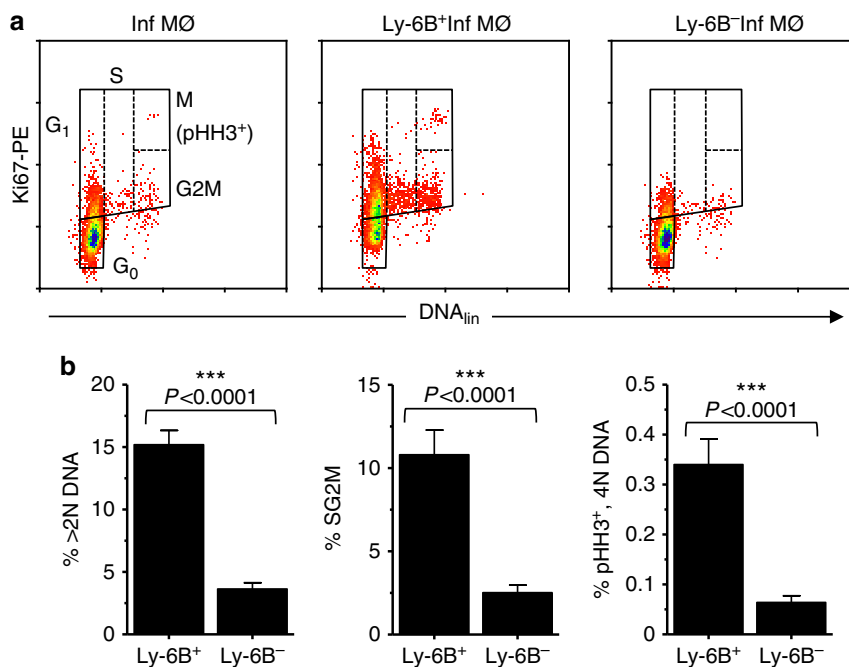 a
Inf MØ
Ly-6B⁺Inf MØ
Ly-6B⁻Inf MØ
Ki67-PE
S
G₁
M
(pHH3⁺)
G2M
G₀
DNAlin
b
% >2N DNA
20
15
10
5
0
***
P<0.0001
Ly-6B⁺
Ly-6B⁻
% SG2M
15
10
5
0
***
P<0.0001
Ly-6B⁺
Ly-6B⁻
% pHH3⁺, 4N DNA
0.5
0.4
0.3
0.2
0.1
0
***
P<0.0001
Ly-6B⁺
Ly-6B⁻